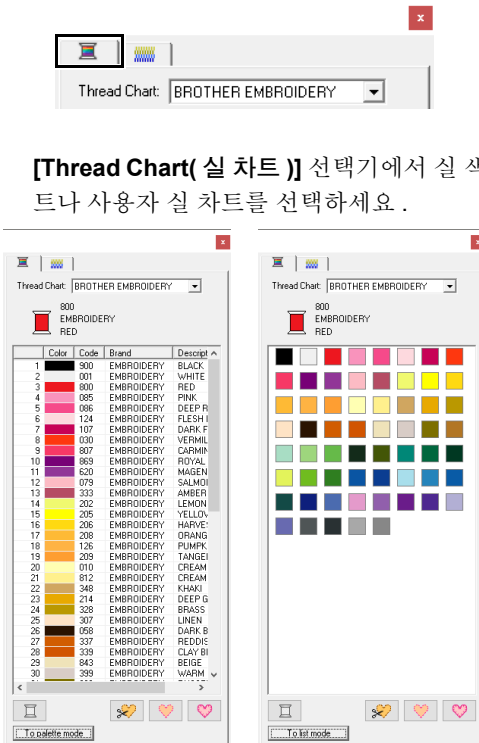 Thread Chart: BROTHER EMBROIDERY
[Thread Chart( 실 차트 )] 선택기에서 실 색
트나 사용자 실 차트를 선택하세요 .
Thread Chart: BROTHER EMBROIDERY
800
EMBROIDERY
RED
Color Code Brand Descript
1 900 EMBROIDERY BLACK
2 001 EMBROIDERY WHITE
3 800 EMBROIDERY RED
4 085 EMBROIDERY PINK
5 086 EMBROIDERY DEEP R
6 124 EMBROIDERY FLESH I
7 107 EMBROIDERY DARK F
8 030 EMBROIDERY VERMIL
9 807 EMBROIDERY CARMIN
10 869 EMBROIDERY ROYAL
11 620 EMBROIDERY MAGEN
12 079 EMBROIDERY SALMO
13 333 EMBROIDERY AMBER
14 202 EMBROIDERY LEMON
15 205 EMBROIDERY YELLOV
16 206 EMBROIDERY HARVE
17 208 EMBROIDERY ORANG
18 126 EMBROIDERY PUMPK
19 209 EMBROIDERY TANGE
20 010 EMBROIDERY CREAM
21 812 EMBROIDERY CREAM
22 348 EMBROIDERY KHAKI
23 214 EMBROIDERY DEEP G
24 328 EMBROIDERY BRASS
25 307 EMBROIDERY LINEN
26 058 EMBROIDERY DARK B
27 337 EMBROIDERY REDDIS
28 339 EMBROIDERY CLAY B
29 843 EMBROIDERY BEIGE
30 399 EMBROIDERY WARM
To palette mode
Thread Chart: BROTHER EMBROIDERY
800
EMBROIDERY
RED
To list mode